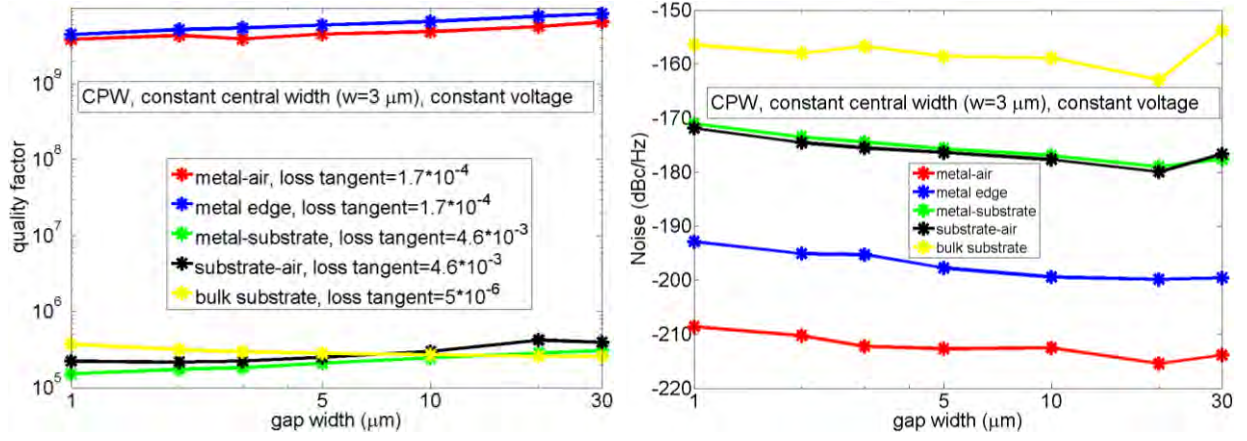 quality factor
10^9
10^8
10^7
10^6
10^5
CPW, constant central width (w=3 μm), constant voltage
metal-air, loss tangent=1.7*10^-4
metal edge, loss tangent=1.7*10^-4
metal-substrate, loss tangent=4.6*10^-3
substrate-air, loss tangent=4.6*10^-3
bulk substrate, loss tangent=5*10^-6
1 5 10 30
gap width (μm)
Noise (dBc/Hz)
-150
-160
CPW, constant central width (w=3 μm), constant voltage
-170
-180
-190
-200
-210
-220
metal-air
metal edge
metal-substrate
substrate-air
bulk substrate
1 5 10 30
gap width (μm)